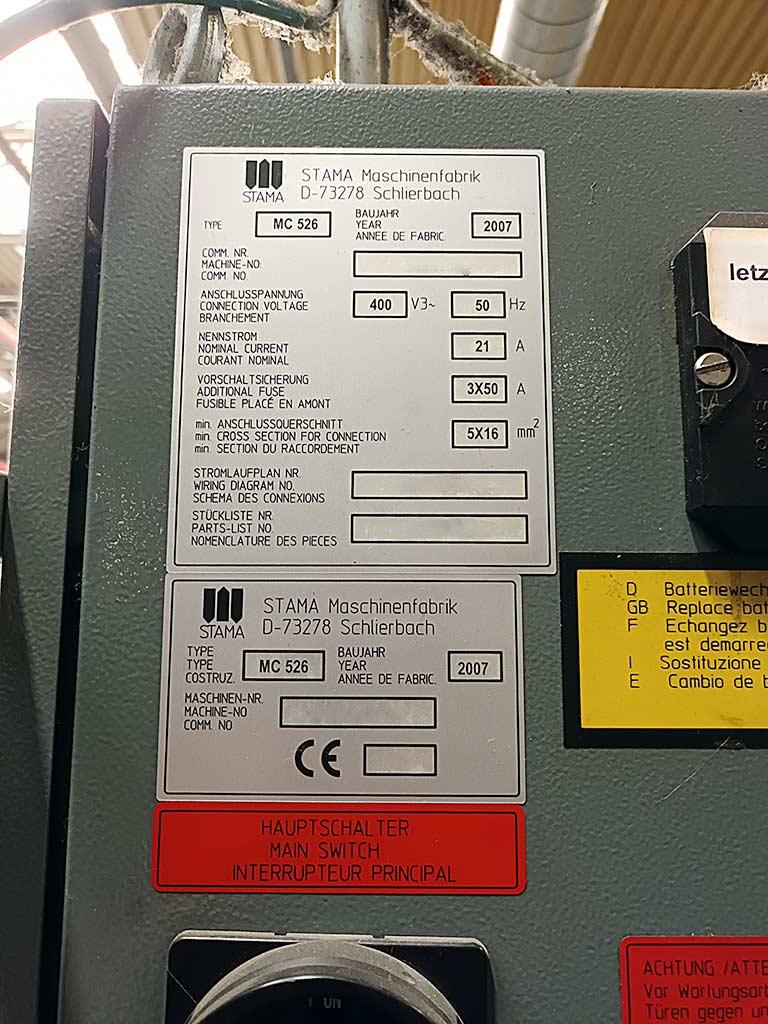 STAMA
STAMA Maschinenfabrik
D-73278 Schlierbach
TYPE
MC 526
BAUJAHR
YEAR
ANNEE DE FABRIC.
2007
COMM. NR.
MACHINE-NO.
COMM. NO.
ANSCHLUSSPANNUNG
CONNECTION VOLTAGE
BRANCHEMENT
400 V3~ 50 Hz
NENNSTROM
NOMINAL CURRENT
COURANT NOMINAL
21 A
VORSCHALTSICHERUNG
ADDITIONAL FUSE
FUSIBLE PLACÉ EN AMONT
3X50 A
min. ANSCHLUSSQUERSCHNITT
min. CROSS SECTION FOR CONNECTION
min. SECTION DU RACCORDEMENT
5X16 mm²
STROMLAUFPLAN NR.
WIRING DIAGRAM NO.
SCHEMA DES CONNEXIONS
STÜCKLISTE NR.
PARTS-LIST NO.
NOMENCLATURE DES PIECES
STAMA
STAMA Maschinenfabrik
D-73278 Schlierbach
TYPE
TYPE
COSTRUZ.
MC 526
BAUJAHR
YEAR
ANNEE DE FABRIC.
2007
MASCHINEN-NR.
MACHINE-NO
COMM. NO
CE
HAUPTSCHALTER
MAIN SWITCH
INTERRUPTEUR PRINCIPAL
I ON
letz
D Batteriewech
GB Replace bat
F Echangez b
est demarre
I Sostituzione
E Cambio de b
ACHTUNG /ATTE
Vor Wartungsarb
Türen gegen un